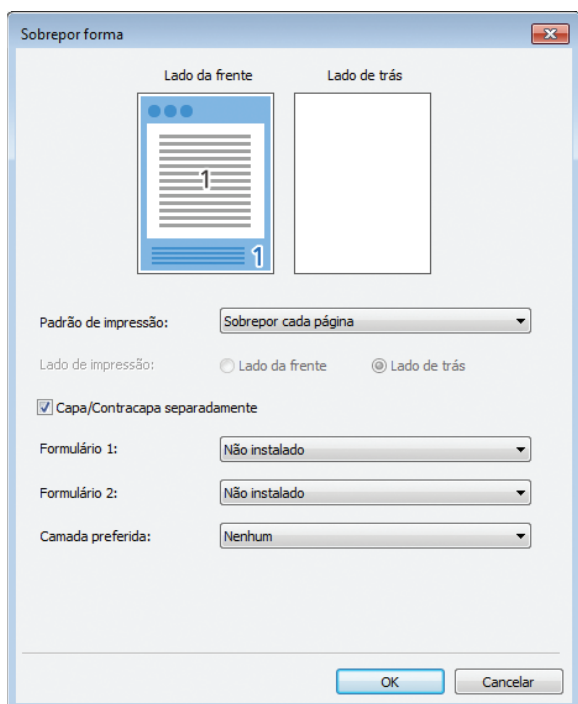 Sobrepor forma
Lado da frente Lado de trás
1
1
Padrão de impressão: Sobrepor cada página
Lado de impressão: Lado da frente Lado de trás
Capa/Contracapa separadamente
Formulário 1: Não instalado
Formulário 2: Não instalado
Camada preferida: Nenhum
OK Cancelar